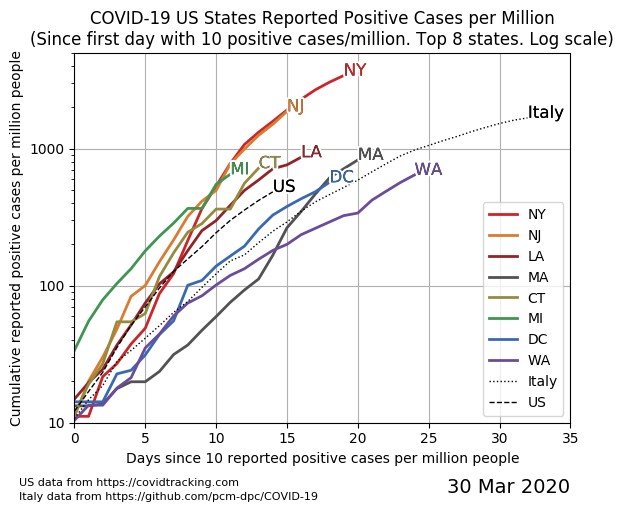 COVID-19 US States Reported Positive Cases per Million
(Since first day with 10 positive cases/million. Top 8 states. Log scale)
Cumulative reported positive cases per million people
1000
100
10
NY
NJ
Italy
LA
MA
CT
MI
WA
DC
US
NY
NJ
LA
MA
CT
MI
DC
WA
Italy
US
0 5 10 15 20 25 30 35
Days since 10 reported positive cases per million people
US data from https://covidtracking.com
Italy data from https://github.com/pcm-dpc/COVID-19
30 Mar 2020